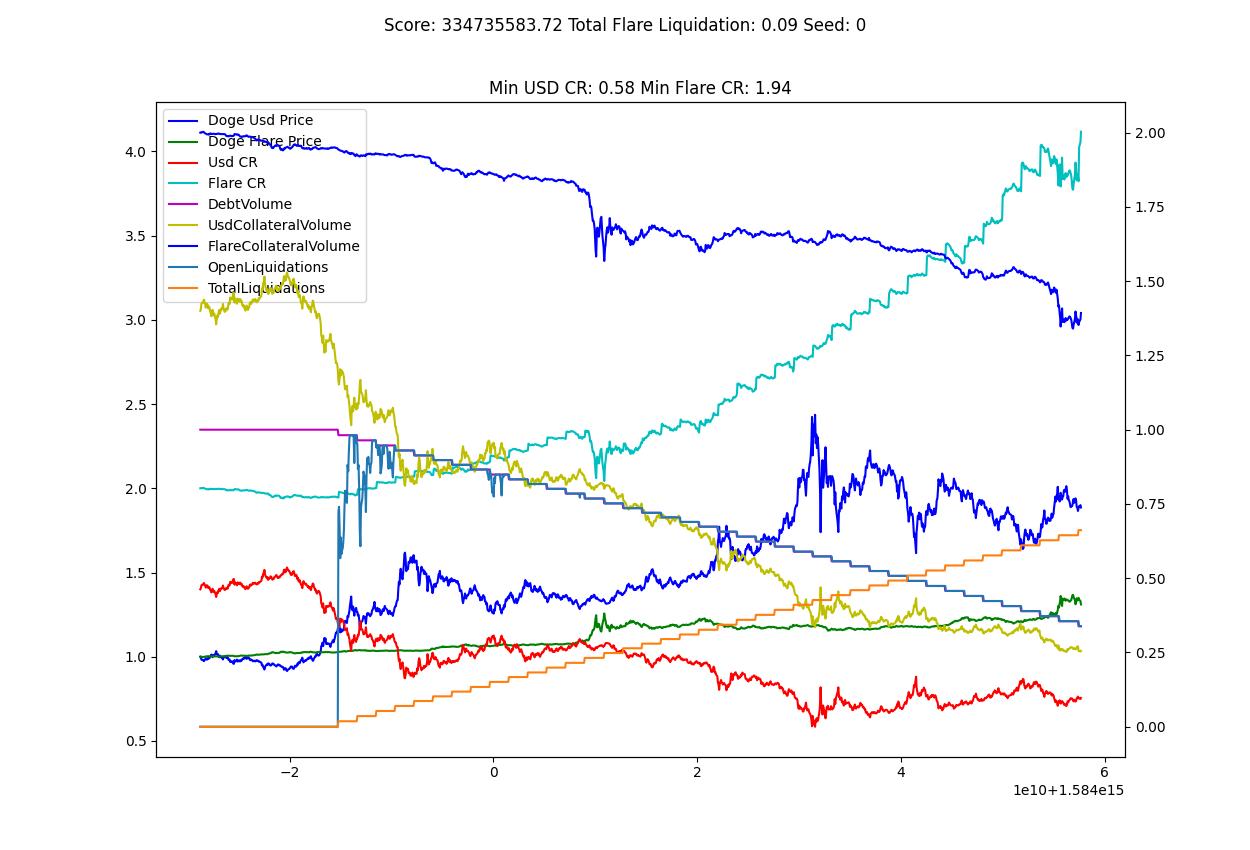 Score: 334735583.72 Total Flare Liquidation: 0.09 Seed: 0
Min USD CR: 0.58 Min Flare CR: 1.94
Doge Usd Price
Doge Flare Price
Usd CR
Flare CR
DebtVolume
UsdCollateralVolume
FlareCollateralVolume
OpenLiquidations
TotalLiquidations
4.0
3.5
3.0
2.5
2.0
1.5
1.0
0.5
2.00
1.75
1.50
1.25
1.00
0.75
0.50
0.25
0.00
−2 0 2 4 6
1e10+1.584e15